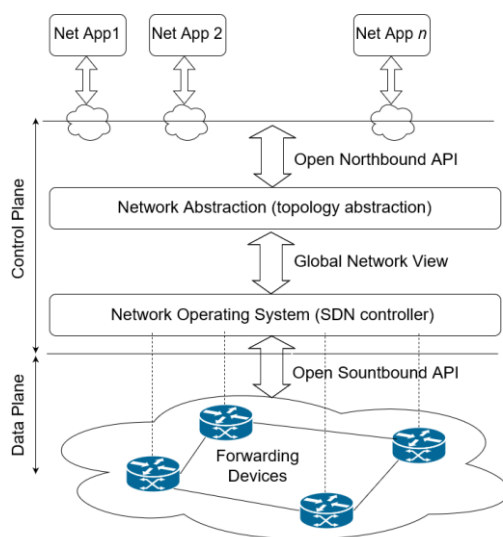 Net App1
Net App 2
Net App n
Open Northbound API
Network Abstraction (topology abstraction)
Control Plane
Global Network View
Network Operating System (SDN controller)
Open Sountbound API
Data Plane
Forwarding
Devices